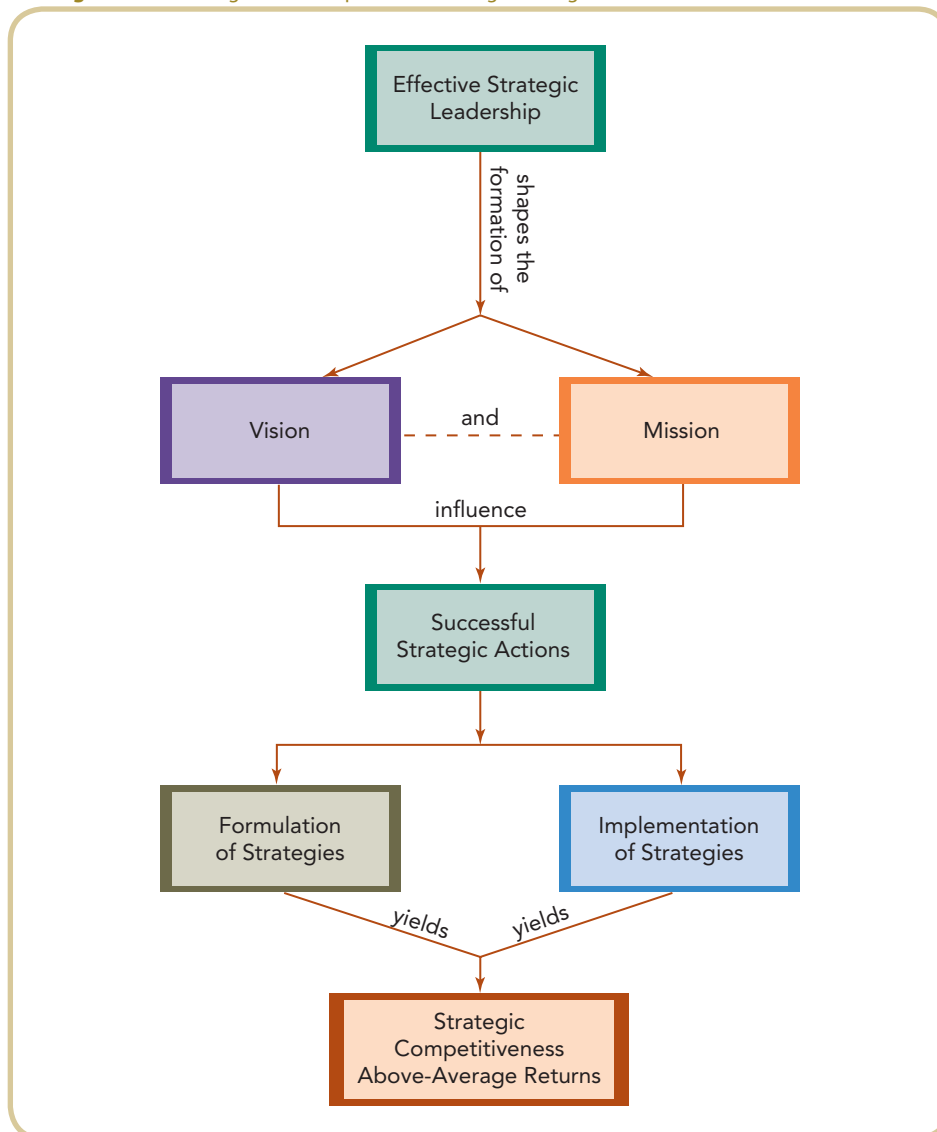 Effective Strategic
Leadership
shapes the
formation of
Vision
and
Mission
influence
Successful
Strategic Actions
Formulation
of Strategies
Implementation
of Strategies
yields
yields
Strategic
Competitiveness
Above-Average Returns